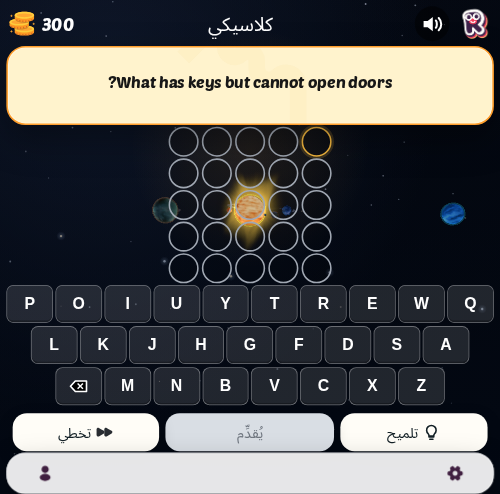 300
كلاسيكي
?What has keys but cannot open doors
P O I U Y T R E W Q
L K J H G F D S A
M N B V C X Z
تلميح
يُقدِّم
تخطي